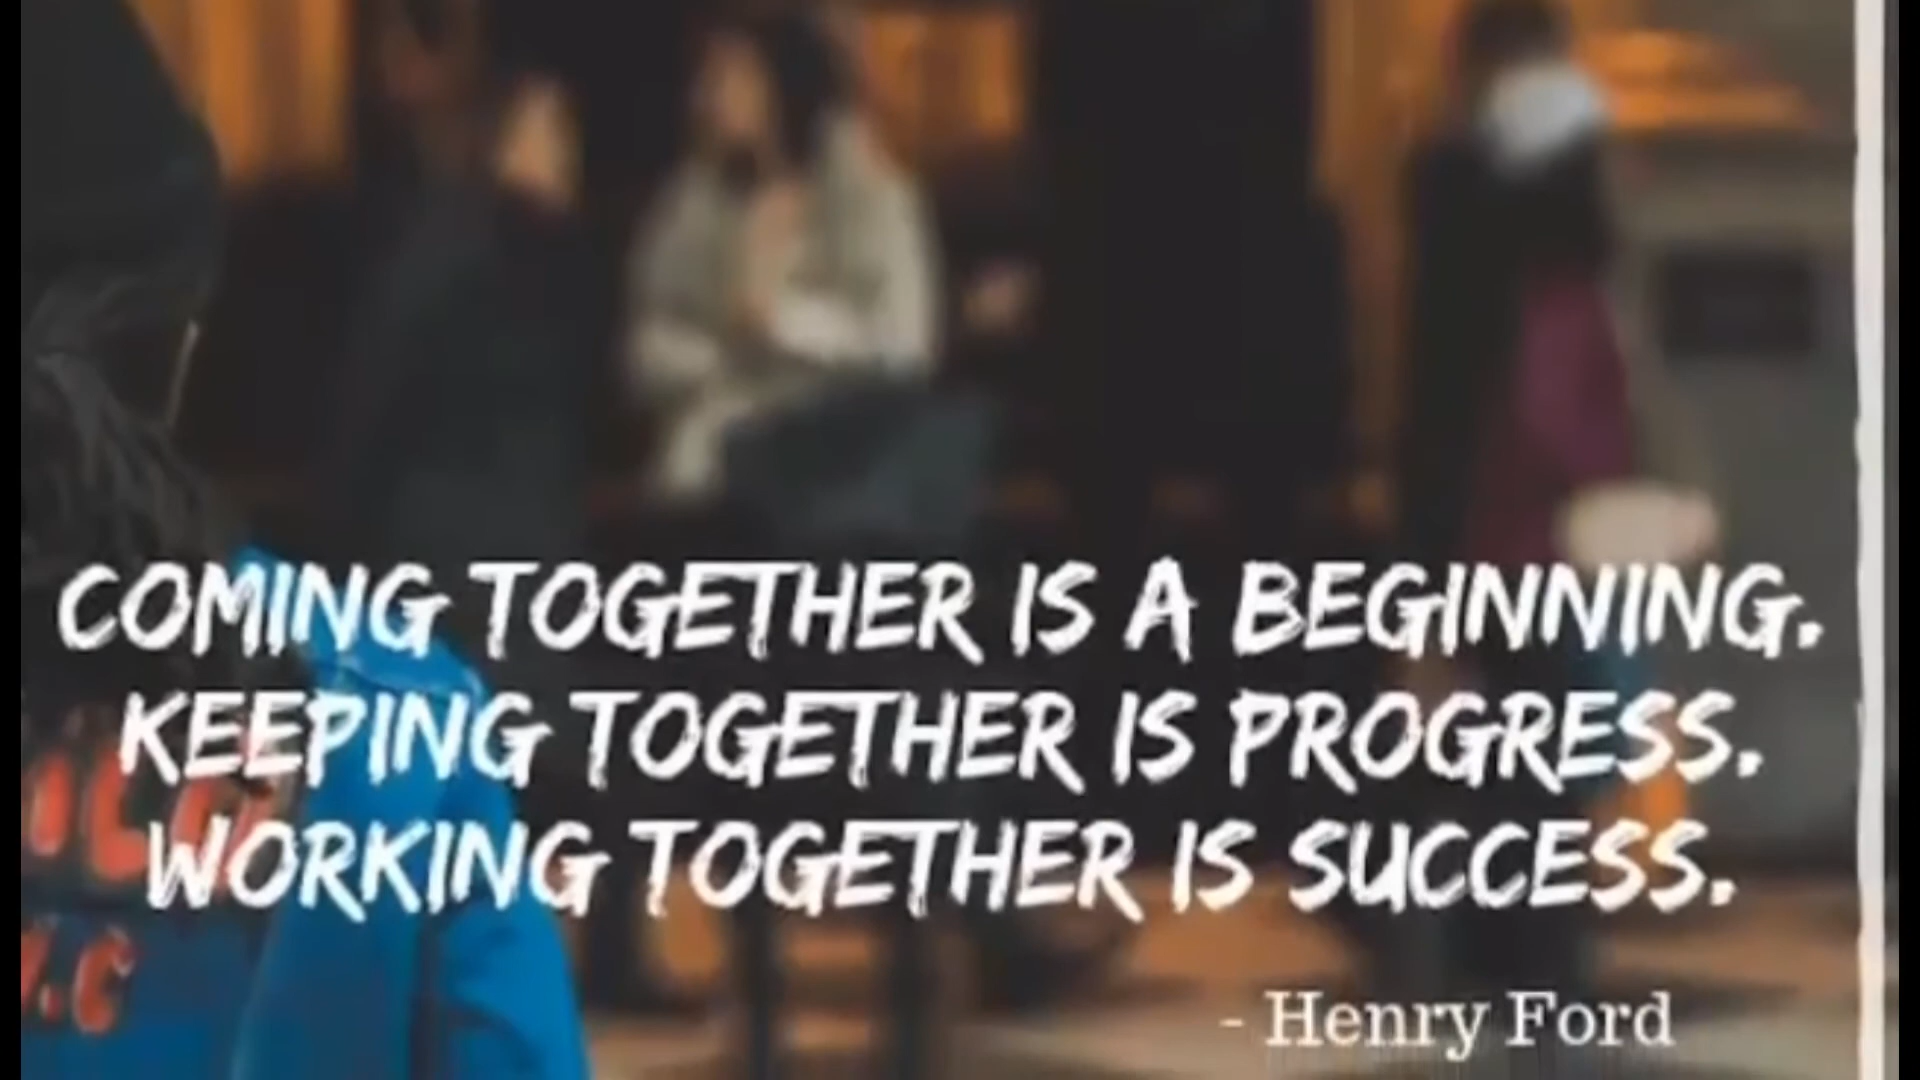 COMING TOGETHER IS A BEGINNING.
KEEPING TOGETHER IS PROGRESS.
WORKING TOGETHER IS SUCCESS.
- Henry Ford